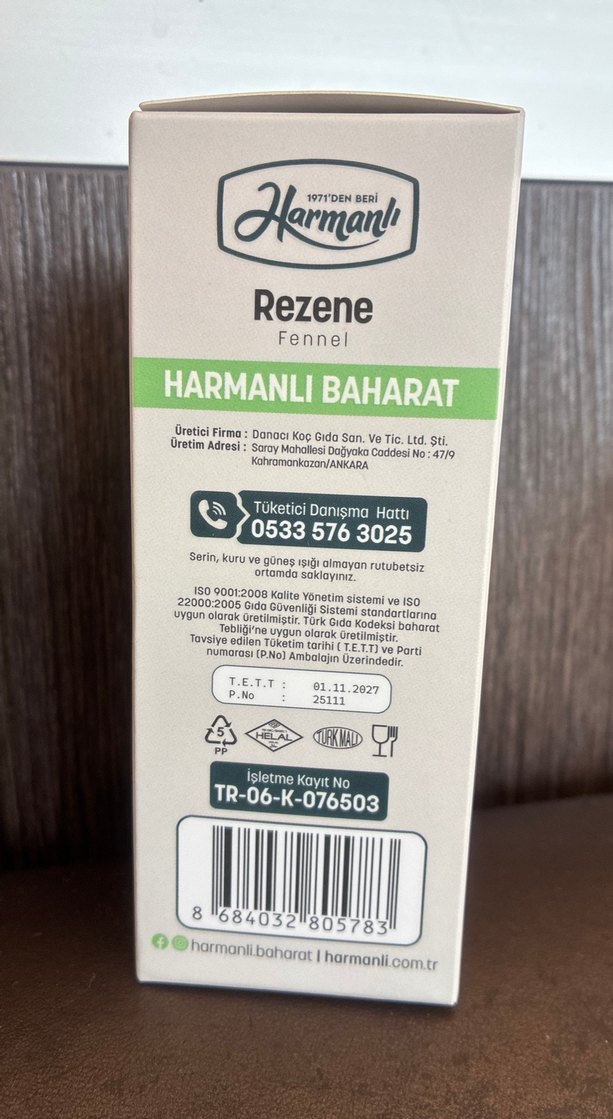 1971'DEN BERİ
Harmanlı
Rezene
Fennel
HARMANLI BAHARAT
Üretici Firma : Danacı Koç Gıda San. Ve Tic. Ltd. Şti.
Üretim Adresi : Saray Mahallesi Dağyaka Caddesi No : 47/9
Kahramankazan/ANKARA
Tüketici Danışma Hattı
0533 576 3025
Serin, kuru ve güneş ışığı almayan rutubetsiz
ortamda saklayınız.
ISO 9001:2008 Kalite Yönetim sistemi ve ISO
22000:2005 Gıda Güvenliği Sistemi standartlarına
uygun olarak üretilmiştir. Türk Gıda Kodeksi baharat
Tebliği'ne uygun olarak üretilmiştir.
Tavsiye edilen Tüketim tarihi ( T.E.T.T) ve Parti
numarası (P.No) Ambalajın Üzerindedir.
T.E.T.T : 01.11.2027
P.No : 25111
5
PP
HELAL
TÜRK MALI
İşletme Kayıt No
TR-06-K-076503
8 684032 805783
harmanli.baharat | harmanli.com.tr